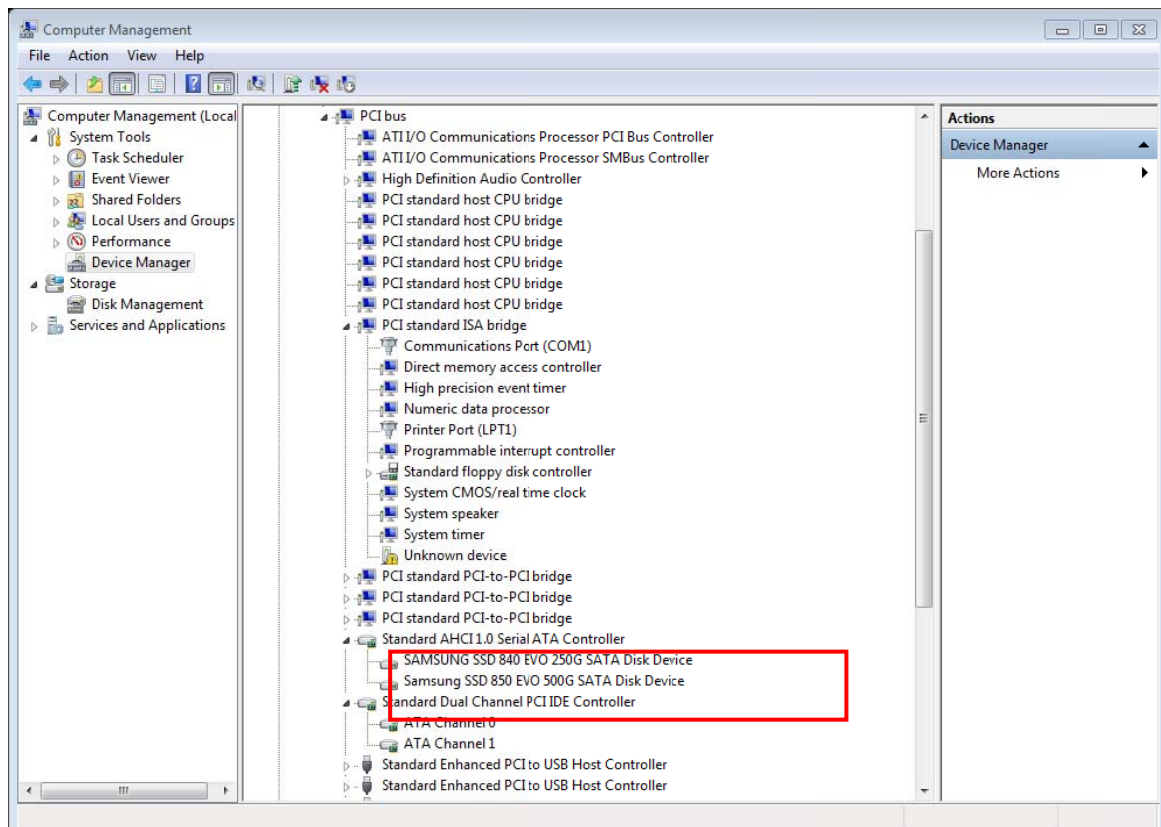 Computer Management
File Action View Help
Computer Management (Local
System Tools
Task Scheduler
Event Viewer
Shared Folders
Local Users and Groups
Performance
Device Manager
Storage
Disk Management
Services and Applications
PCI bus
ATI I/O Communications Processor PCI Bus Controller
ATI I/O Communications Processor SMBus Controller
High Definition Audio Controller
PCI standard host CPU bridge
PCI standard host CPU bridge
PCI standard host CPU bridge
PCI standard host CPU bridge
PCI standard host CPU bridge
PCI standard host CPU bridge
PCI standard ISA bridge
Communications Port (COM1)
Direct memory access controller
High precision event timer
Numeric data processor
Printer Port (LPT1)
Programmable interrupt controller
Standard floppy disk controller
System CMOS/real time clock
System speaker
System timer
Unknown device
PCI standard PCI-to-PCI bridge
PCI standard PCI-to-PCI bridge
PCI standard PCI-to-PCI bridge
Standard AHCI 1.0 Serial ATA Controller
SAMSUNG SSD 840 EVO 250G SATA Disk Device
Samsung SSD 850 EVO 500G SATA Disk Device
Standard Dual Channel PCI IDE Controller
ATA Channel 0
ATA Channel 1
Standard Enhanced PCI to USB Host Controller
Standard Enhanced PCI to USB Host Controller
Actions
Device Manager
More Actions